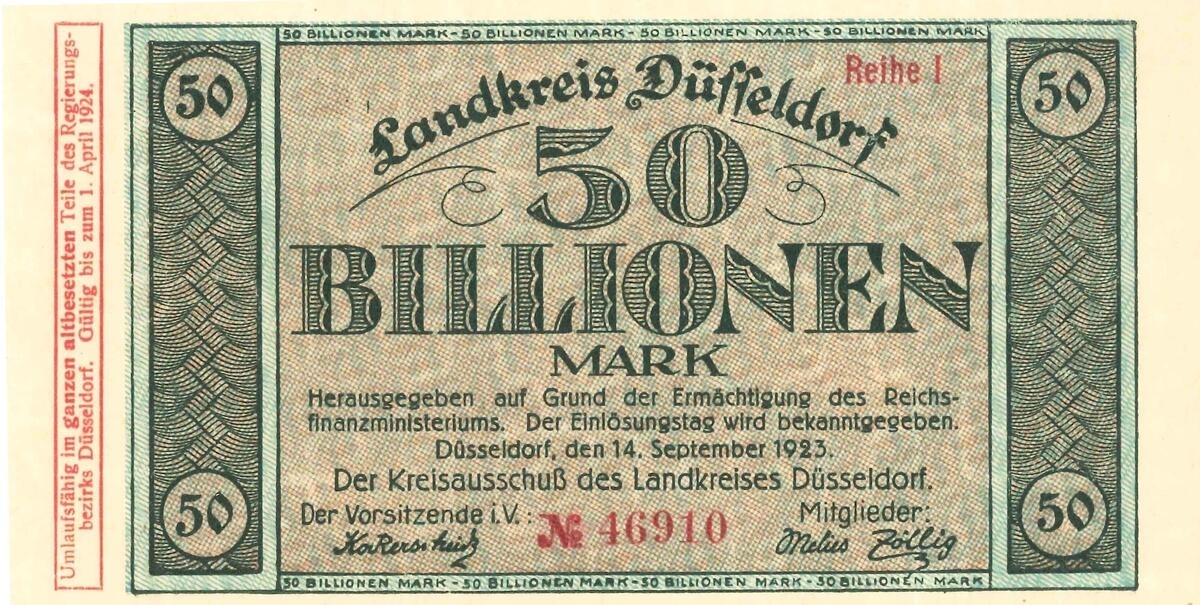 Umlaufsfähig im ganzen altbesetzten Teile des Regierungs-
bezirks Düsseldorf. Gültig bis zum 1. April 1924.
50 BILLIONEN MARK - 50 BILLIONEN MARK - 50 BILLIONEN MARK - 50 BILLIONEN MARK
50
50
Reihe I
Landkreis Düsseldorf
50
BILLIONEN
MARK
Herausgegeben auf Grund der Ermächtigung des Reichs-
finanzministeriums. Der Einlösungstag wird bekanntgegeben.
Düsseldorf, den 14. September 1923.
Der Kreisausschuß des Landkreises Düsseldorf.
Der Vorsitzende i.V.:
№ 46910
Mitglieder:
Melius Zöllig
50
50
50 BILLIONEN MARK - 50 BILLIONEN MARK - 50 BILLIONEN MARK - 50 BILLIONEN MARK